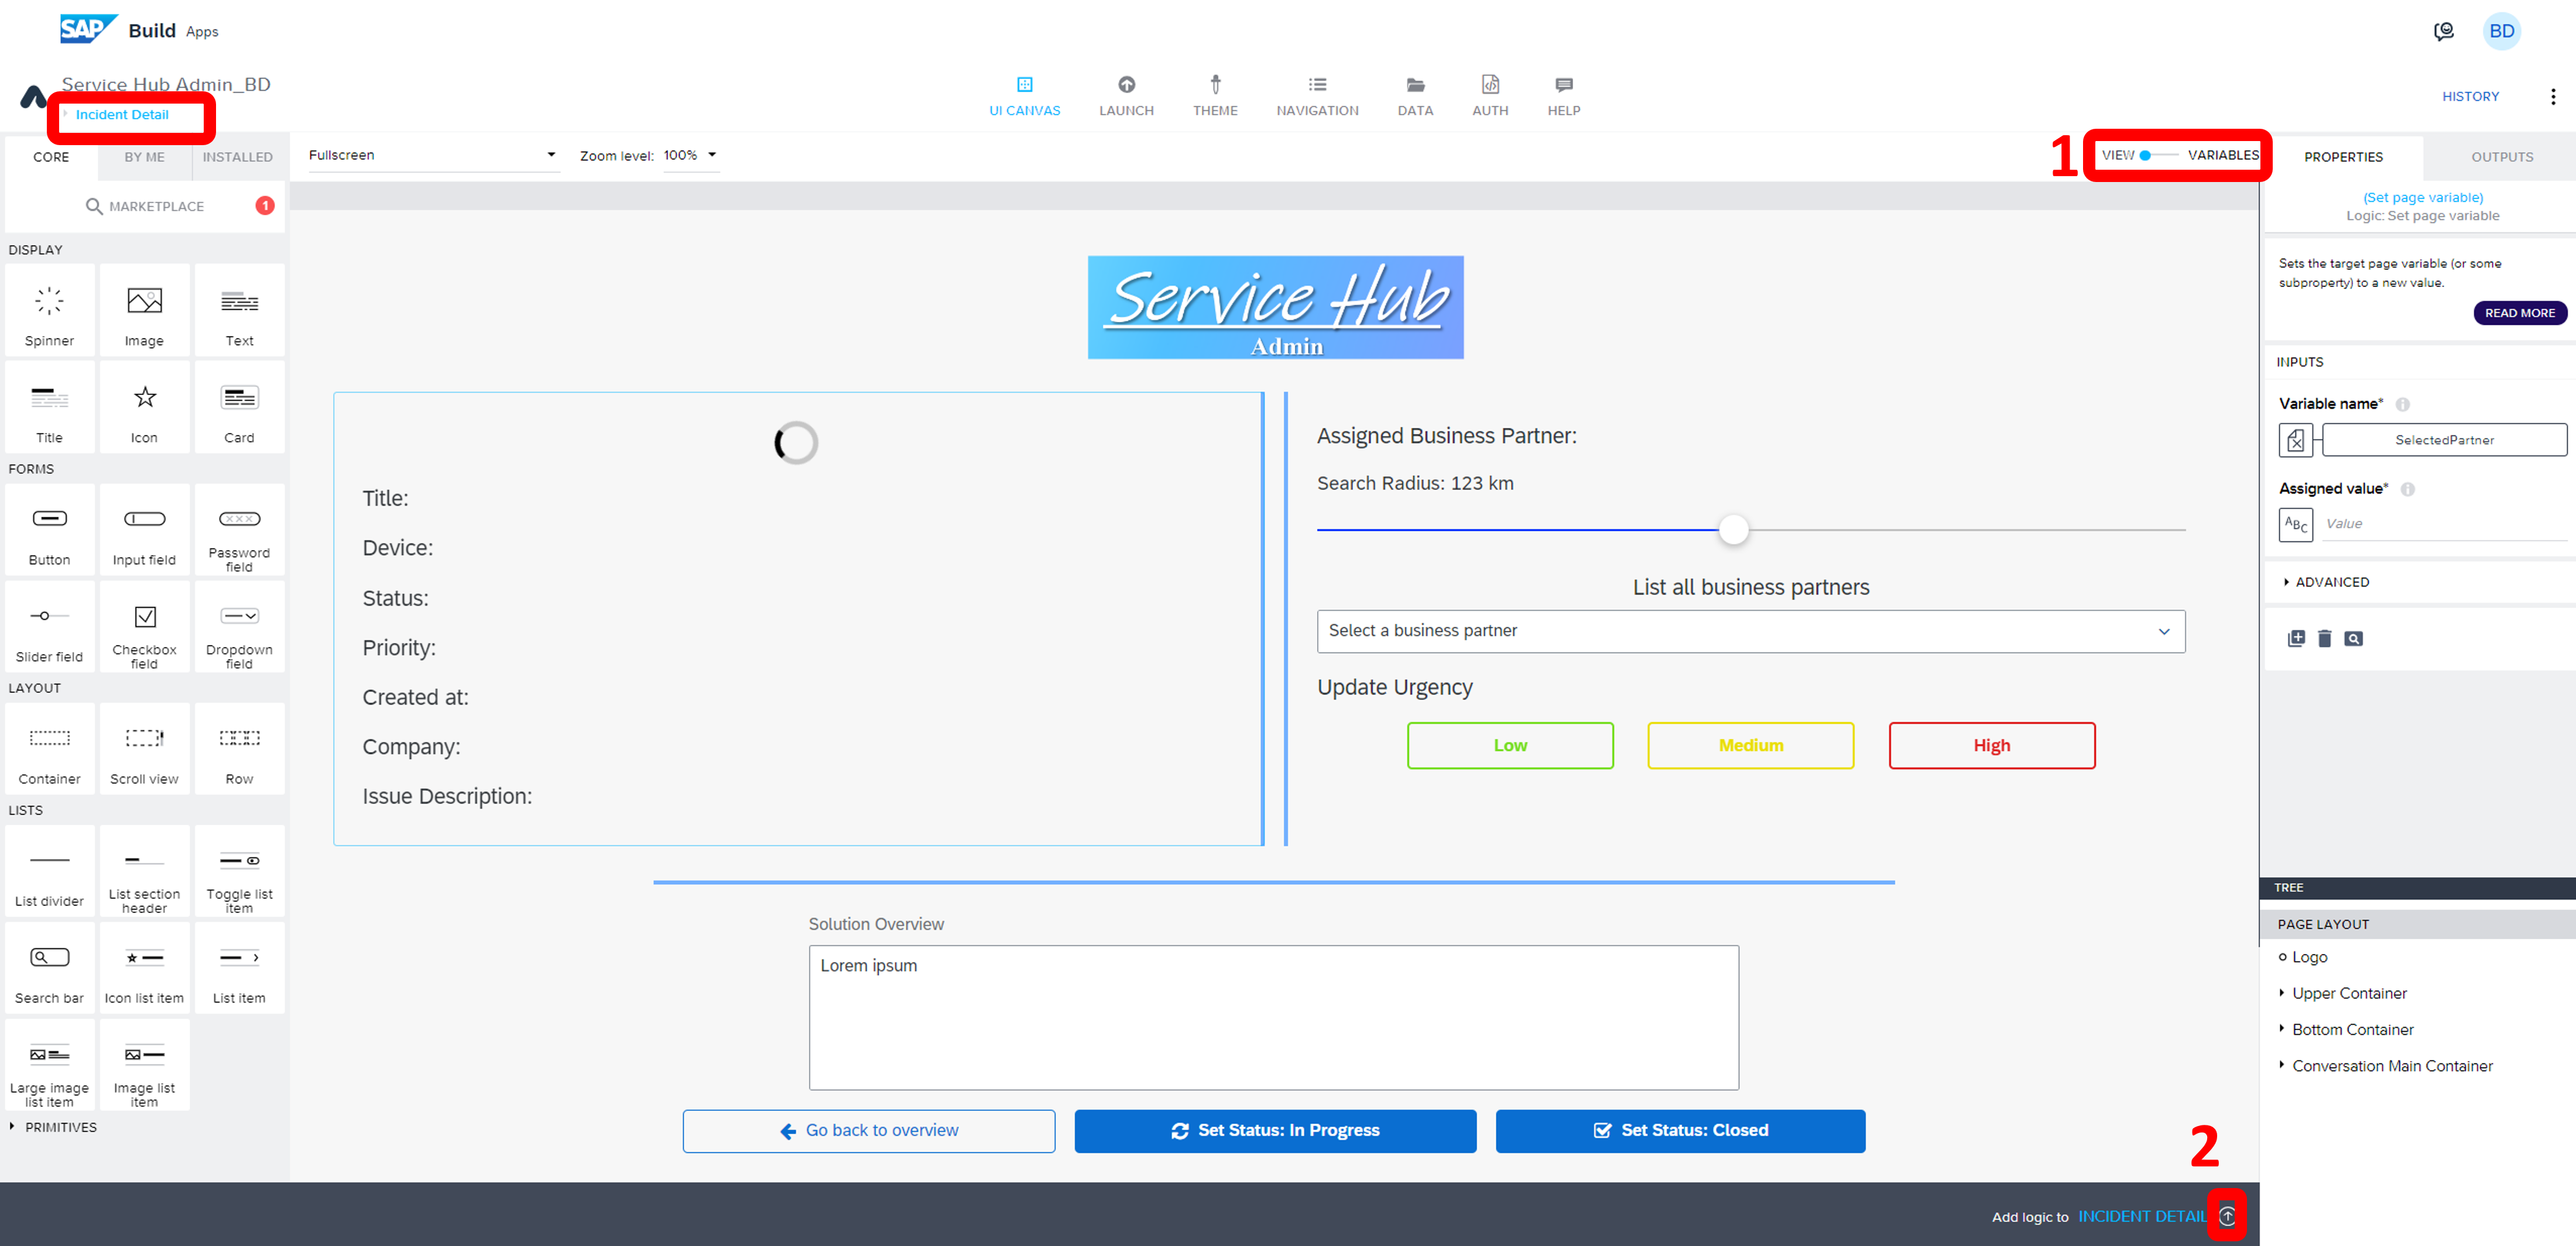 SAP Build Apps
Service Hub Admin_BD
Incident Detail
UI CANVAS LAUNCH THEME NAVIGATION DATA AUTH HELP
BD
HISTORY
CORE BY ME INSTALLED
Fullscreen Zoom level: 100%
1 VIEW VARIABLES
PROPERTIES OUTPUTS
MARKETPLACE 1
DISPLAY
Spinner Image Text
Title Icon Card
FORMS
Button Input field Password field
Slider field Checkbox field Dropdown field
LAYOUT
Container Scroll view Row
LISTS
List divider List section header Toggle list item
Search bar Icon list item List item
Large image list item Image list item
PRIMITIVES
Service Hub
Admin
Title:
Device:
Status:
Priority:
Created at:
Company:
Issue Description:
Assigned Business Partner:
Search Radius: 123 km
List all business partners
Select a business partner
Update Urgency
Low Medium High
Solution Overview
Lorem ipsum
Go back to overview Set Status: In Progress Set Status: Closed
2
Add logic to INCIDENT DETAIL
(Set page variable)
Logic: Set page variable
Sets the target page variable (or some
subproperty) to a new value.
READ MORE
INPUTS
Variable name*
SelectedPartner
Assigned value*
ABC Value
ADVANCED
TREE
PAGE LAYOUT
Logo
Upper Container
Bottom Container
Conversation Main Container